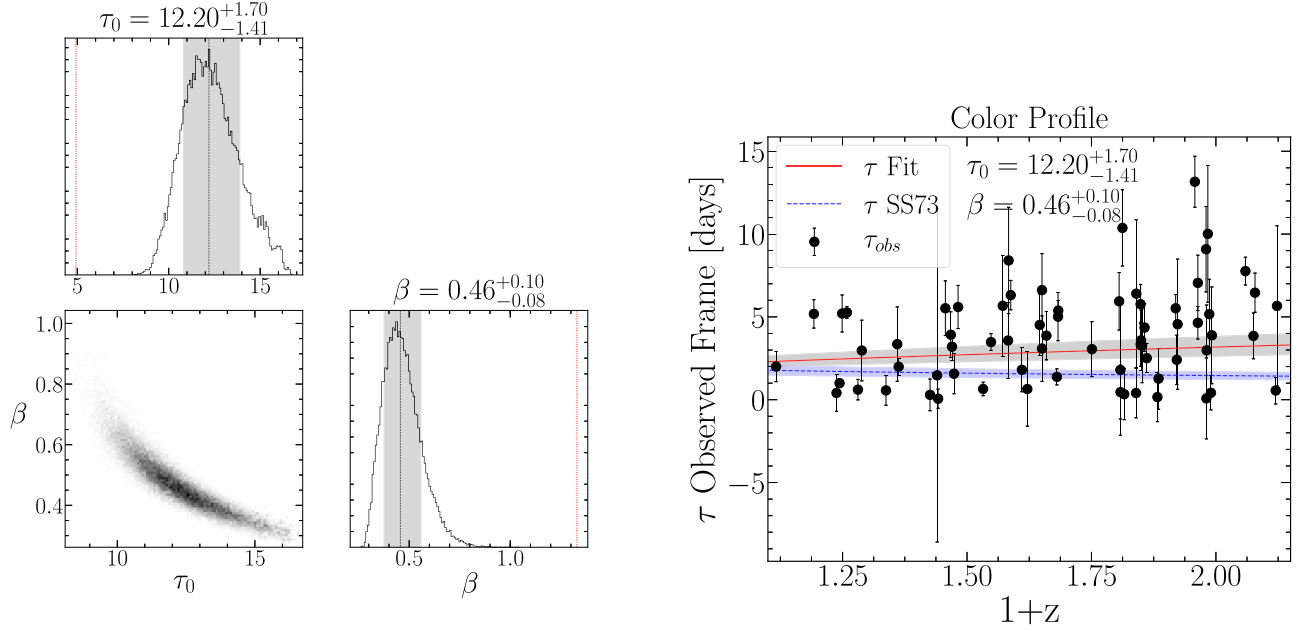 τ₀ = 12.20⁺¹·⁷⁰₋₁.₄₁
5 10 15
β = 0.46⁺⁰·¹⁰₋₀.₀₈
1.0
0.8
β
0.6
0.4
10 15
τ₀
0.5 1.0
β
Color Profile
τ Fit
τ SS73
τ_obs
τ₀ = 12.20⁺¹·⁷⁰₋₁.₄₁
β = 0.46⁺⁰·¹⁰₋₀.₀₈
τ Observed Frame [days]
15
10
5
0
−5
1.25 1.50 1.75 2.00
1+z